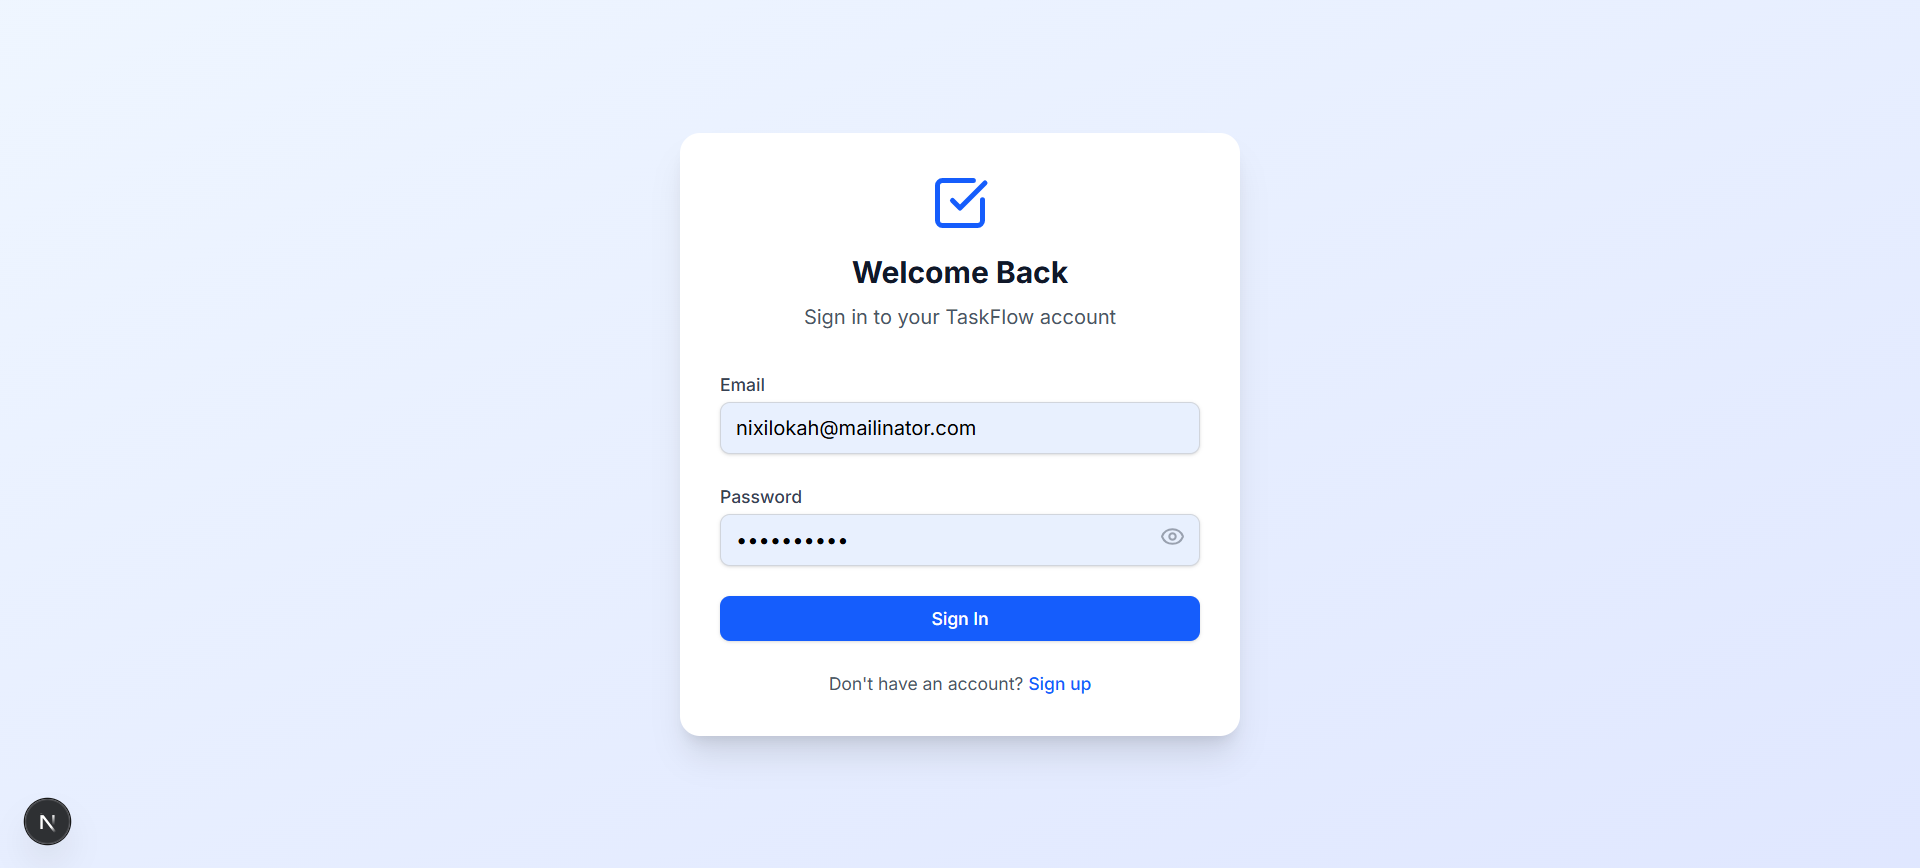 Welcome Back
Sign in to your TaskFlow account
Email
nixilokah@mailinator.com
Password
••••••••••
Sign In
Don't have an account? Sign up
N